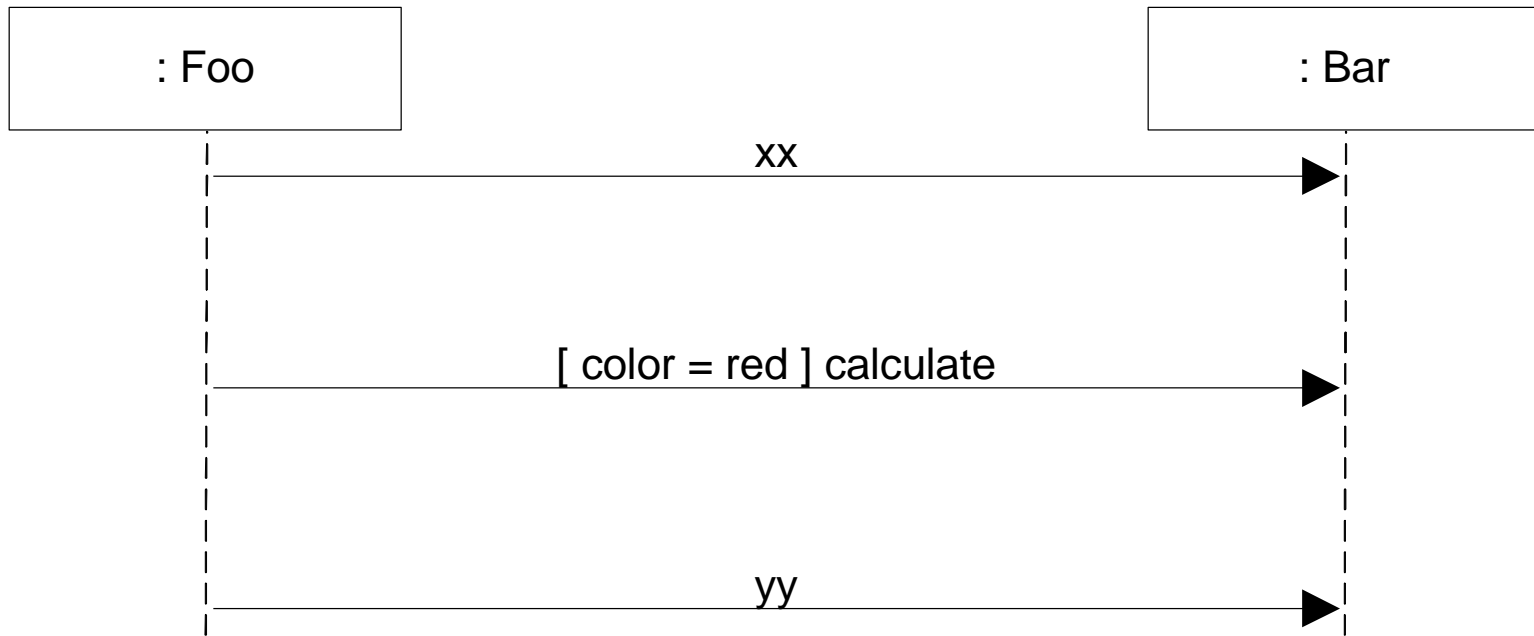 : Foo
: Bar
xx
[ color = red ] calculate
yy